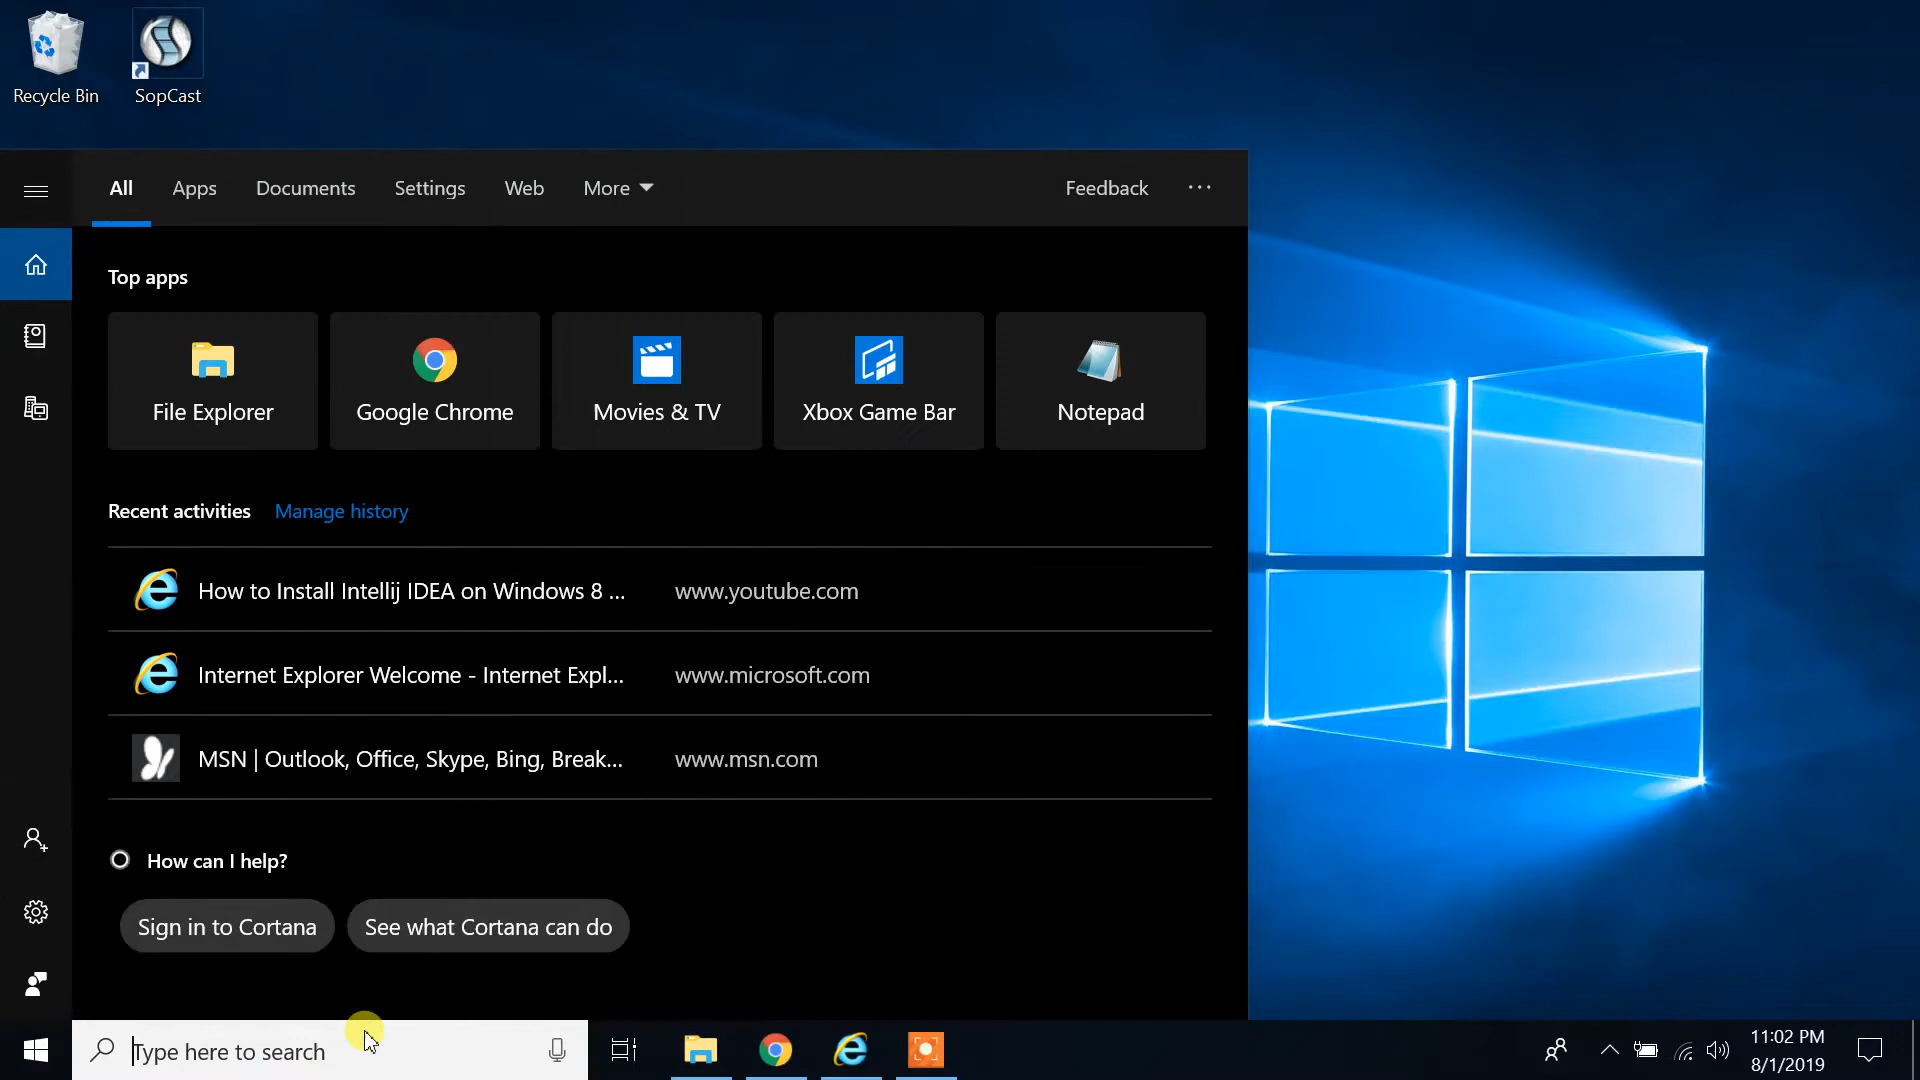 Recycle Bin
SopCast
All Apps Documents Settings Web More Feedback
Top apps
File Explorer Google Chrome Movies & TV Xbox Game Bar Notepad
Recent activities Manage history
How to Install Intellij IDEA on Windows 8 ... www.youtube.com
Internet Explorer Welcome - Internet Expl... www.microsoft.com
MSN | Outlook, Office, Skype, Bing, Break... www.msn.com
How can I help?
Sign in to Cortana See what Cortana can do
Type here to search
11:02 PM
8/1/2019